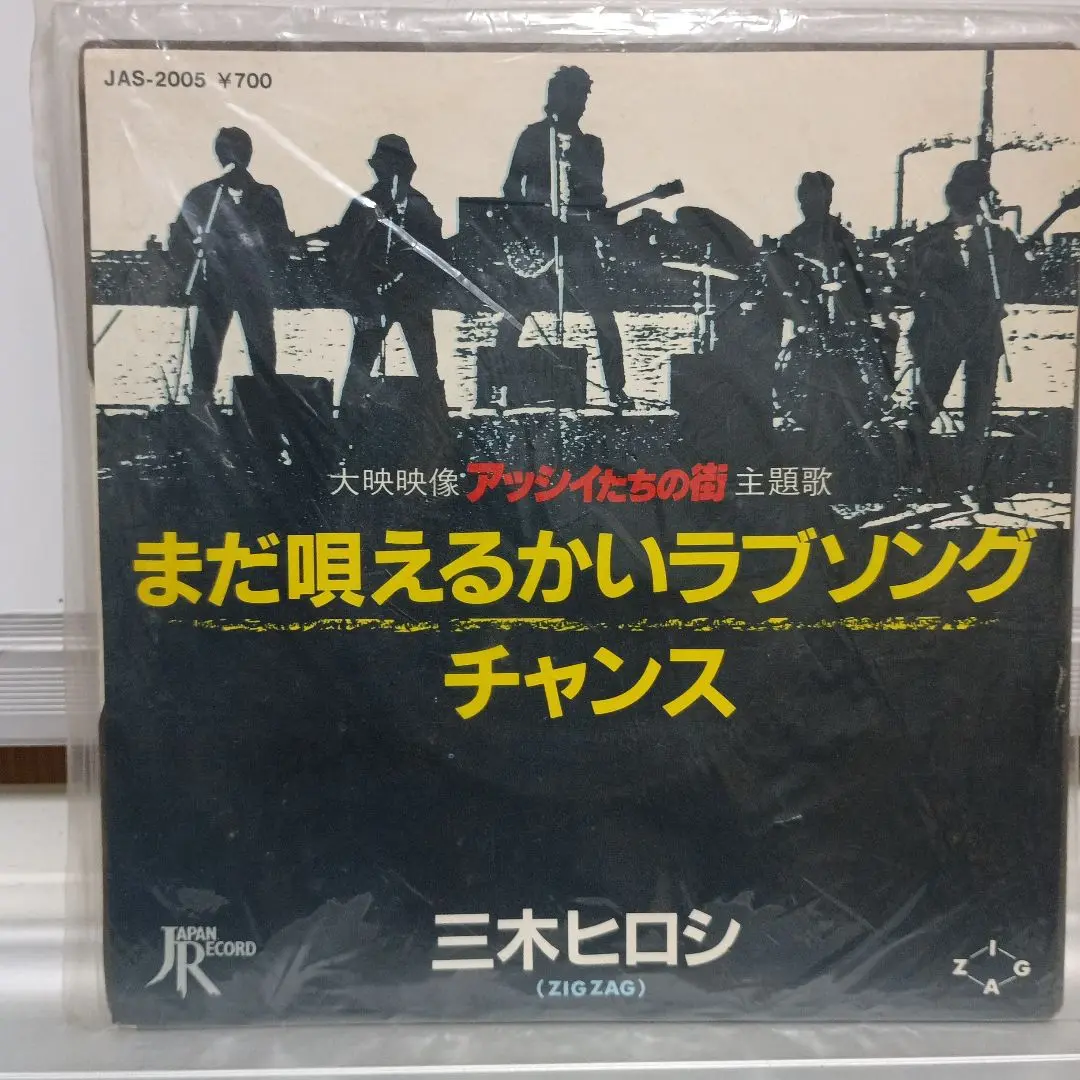 JAS-2005 ¥700
大映映像 アッシイたちの街 主題歌
まだ唄えるかいラブソング
チャンス
JAPAN RECORD
三木ヒロシ
(ZIG ZAG)
Z I G A